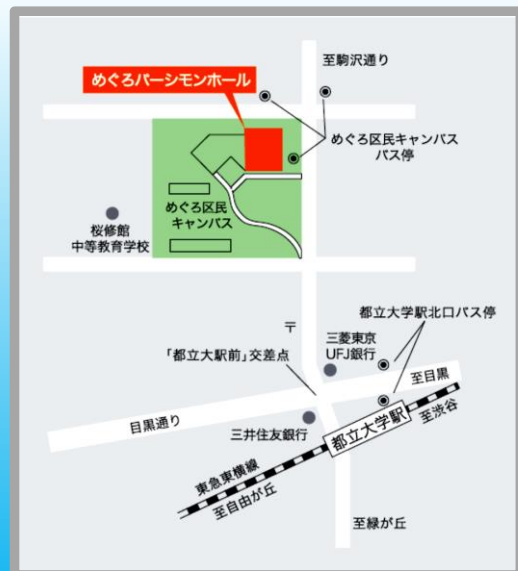 至駒沢通り
めぐろパーシモンホール
めぐろ区民キャンパス
バス停
めぐろ区民
キャンパス
桜修館
中等教育学校
都立大学駅北口バス停
〒
三菱東京
UFJ銀行
「都立大駅前」交差点
至目黒
目黒通り
三井住友銀行
都立大学駅
至渋谷
東急東横線
至自由が丘
至緑が丘